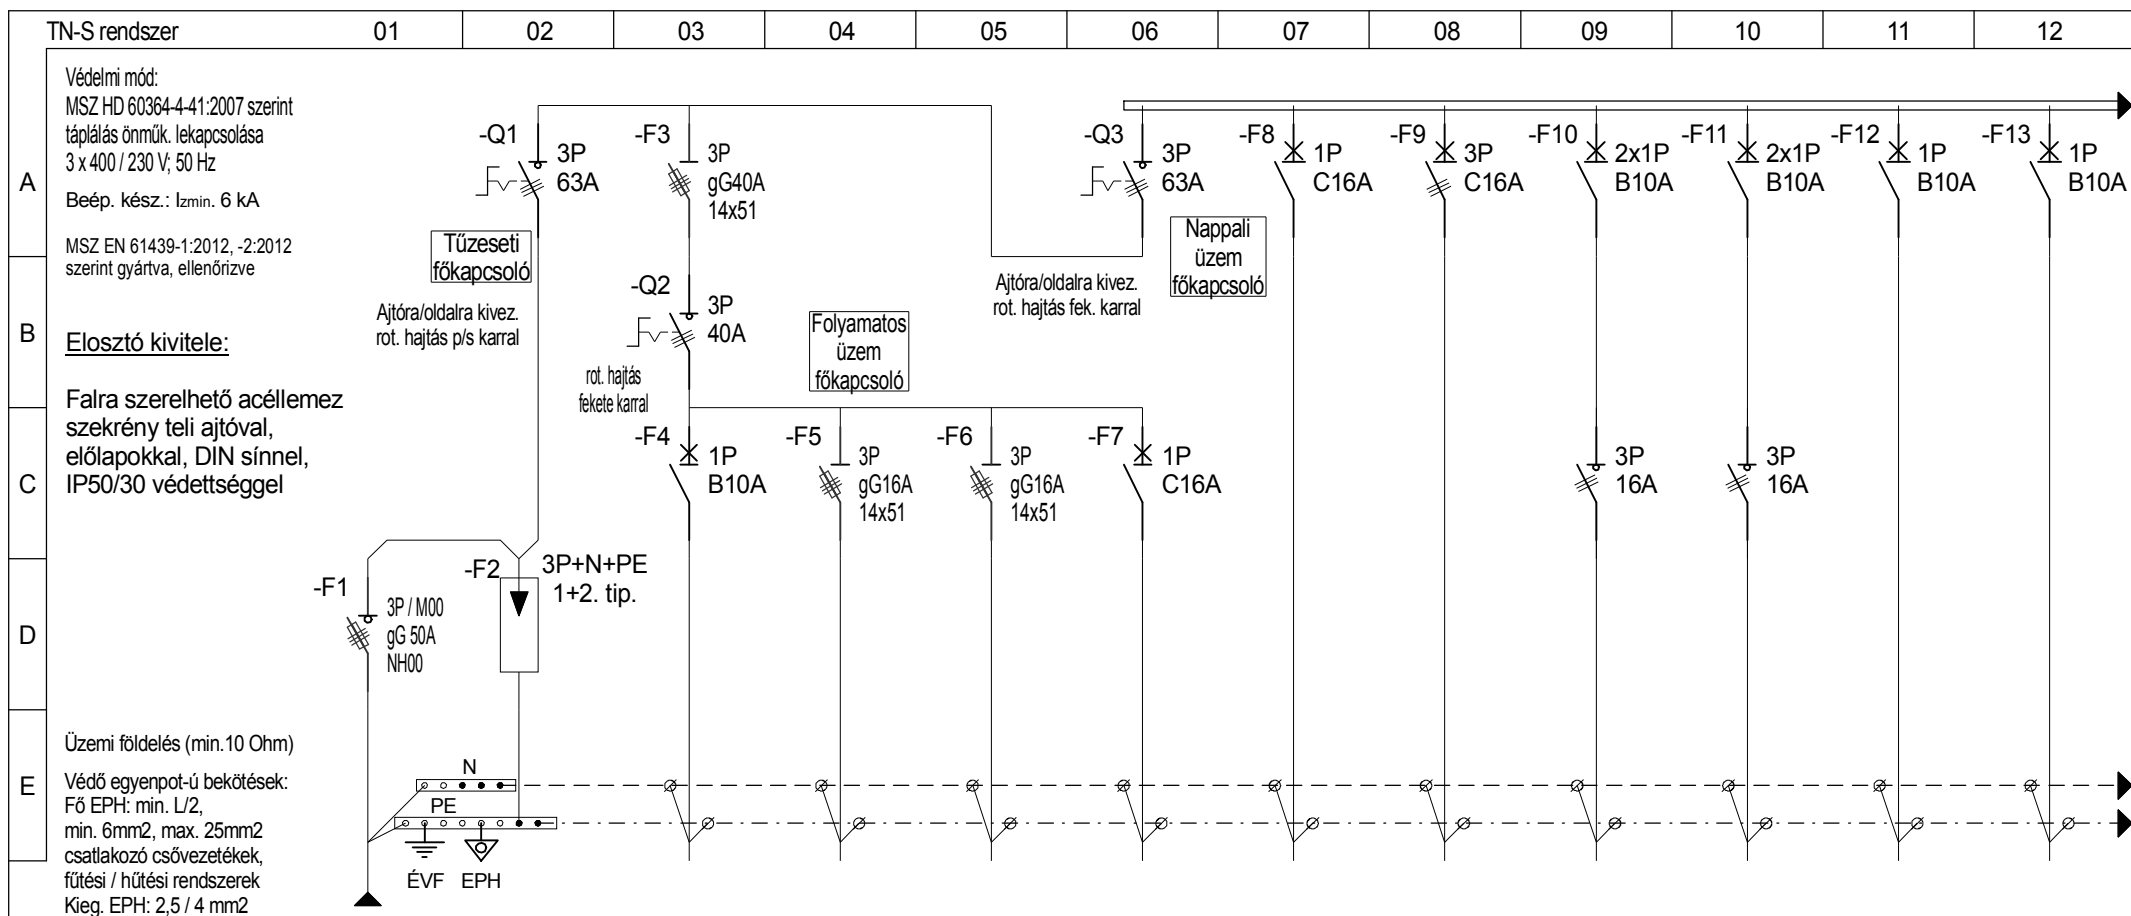 TN-S rendszer 01 02 03 04 05 06 07 08 09 10 11 12
A
B
C
D
E
Védelmi mód:
MSZ HD 60364-4-41:2007 szerint
táplálás önműk. lekapcsolása
3 x 400 / 230 V; 50 Hz
Beép. kész.: Izmin. 6 kA
MSZ EN 61439-1:2012, -2:2012
szerint gyártva, ellenőrizve
Elosztó kivitele:
Falra szerelhető acéllemez
szekrény teli ajtóval,
előlapokkal, DIN sínnel,
IP50/30 védettséggel
Üzemi földelés (min.10 Ohm)
Védő egyenpot-ú bekötések:
Fő EPH: min. L/2,
min. 6mm2, max. 25mm2
csatlakozó csővezetékek,
fűtési / hűtési rendszerek
Kieg. EPH: 2,5 / 4 mm2
-Q1
3P
63A
Tűzeseti
főkapcsoló
Ajtóra/oldalra kivez.
rot. hajtás p/s karral
-F3
3P
gG40A
14x51
-Q2
3P
40A
rot. hajtás
fekete karral
Folyamatos
üzem
főkapcsoló
-Q3
3P
63A
Nappali
üzem
főkapcsoló
Ajtóra/oldalra kivez.
rot. hajtás fek. karral
-F8
1P
C16A
-F9
3P
C16A
-F10
2x1P
B10A
-F11
2x1P
B10A
-F12
1P
B10A
-F13
1P
B10A
-F4
1P
B10A
-F5
3P
gG16A
14x51
-F6
3P
gG16A
14x51
-F7
1P
C16A
3P
16A
3P
16A
-F1
3P / M00
gG 50A
NH00
-F2
3P+N+PE
1+2. tip.
N
PE
ÉVF
EPH